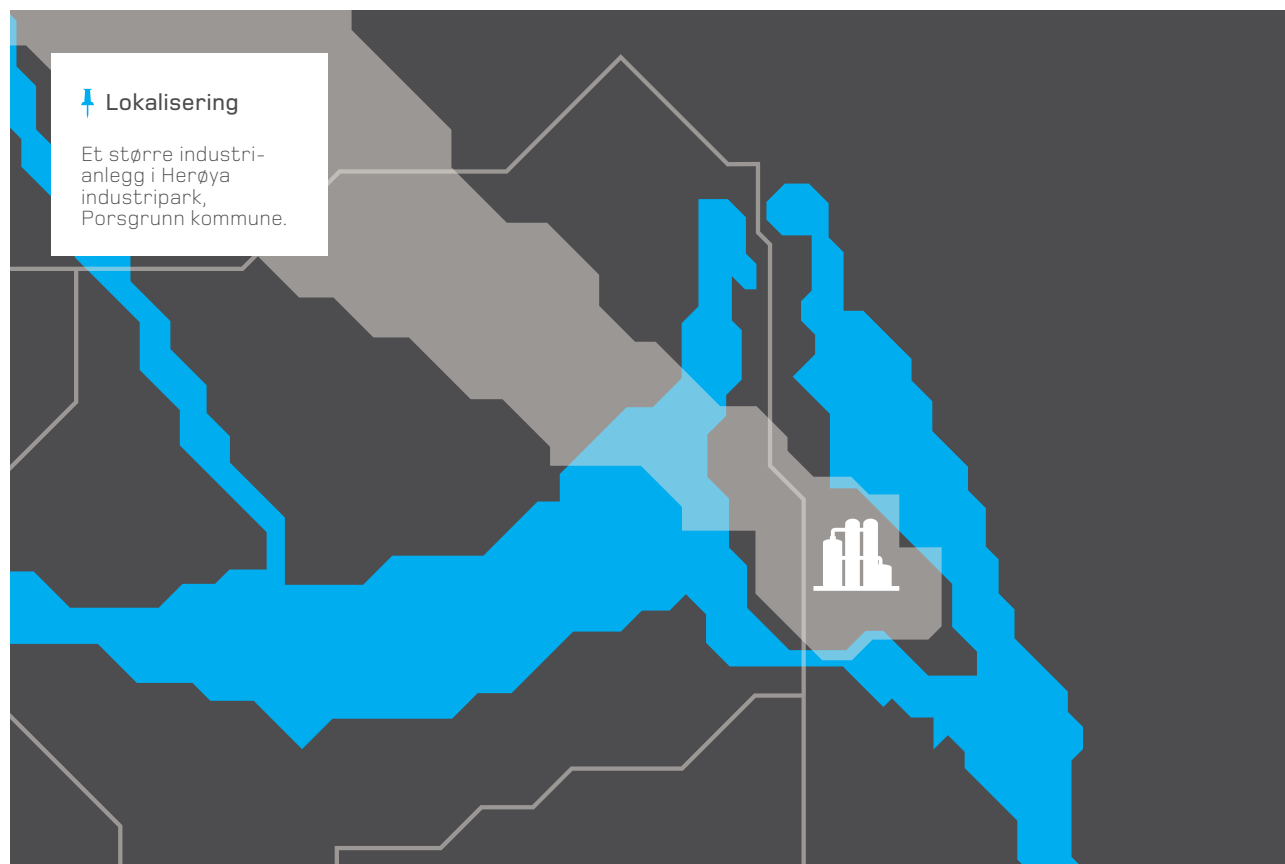 Lokalisering
Et større industri-
anlegg i Herøya
industripark,
Porsgrunn kommune.